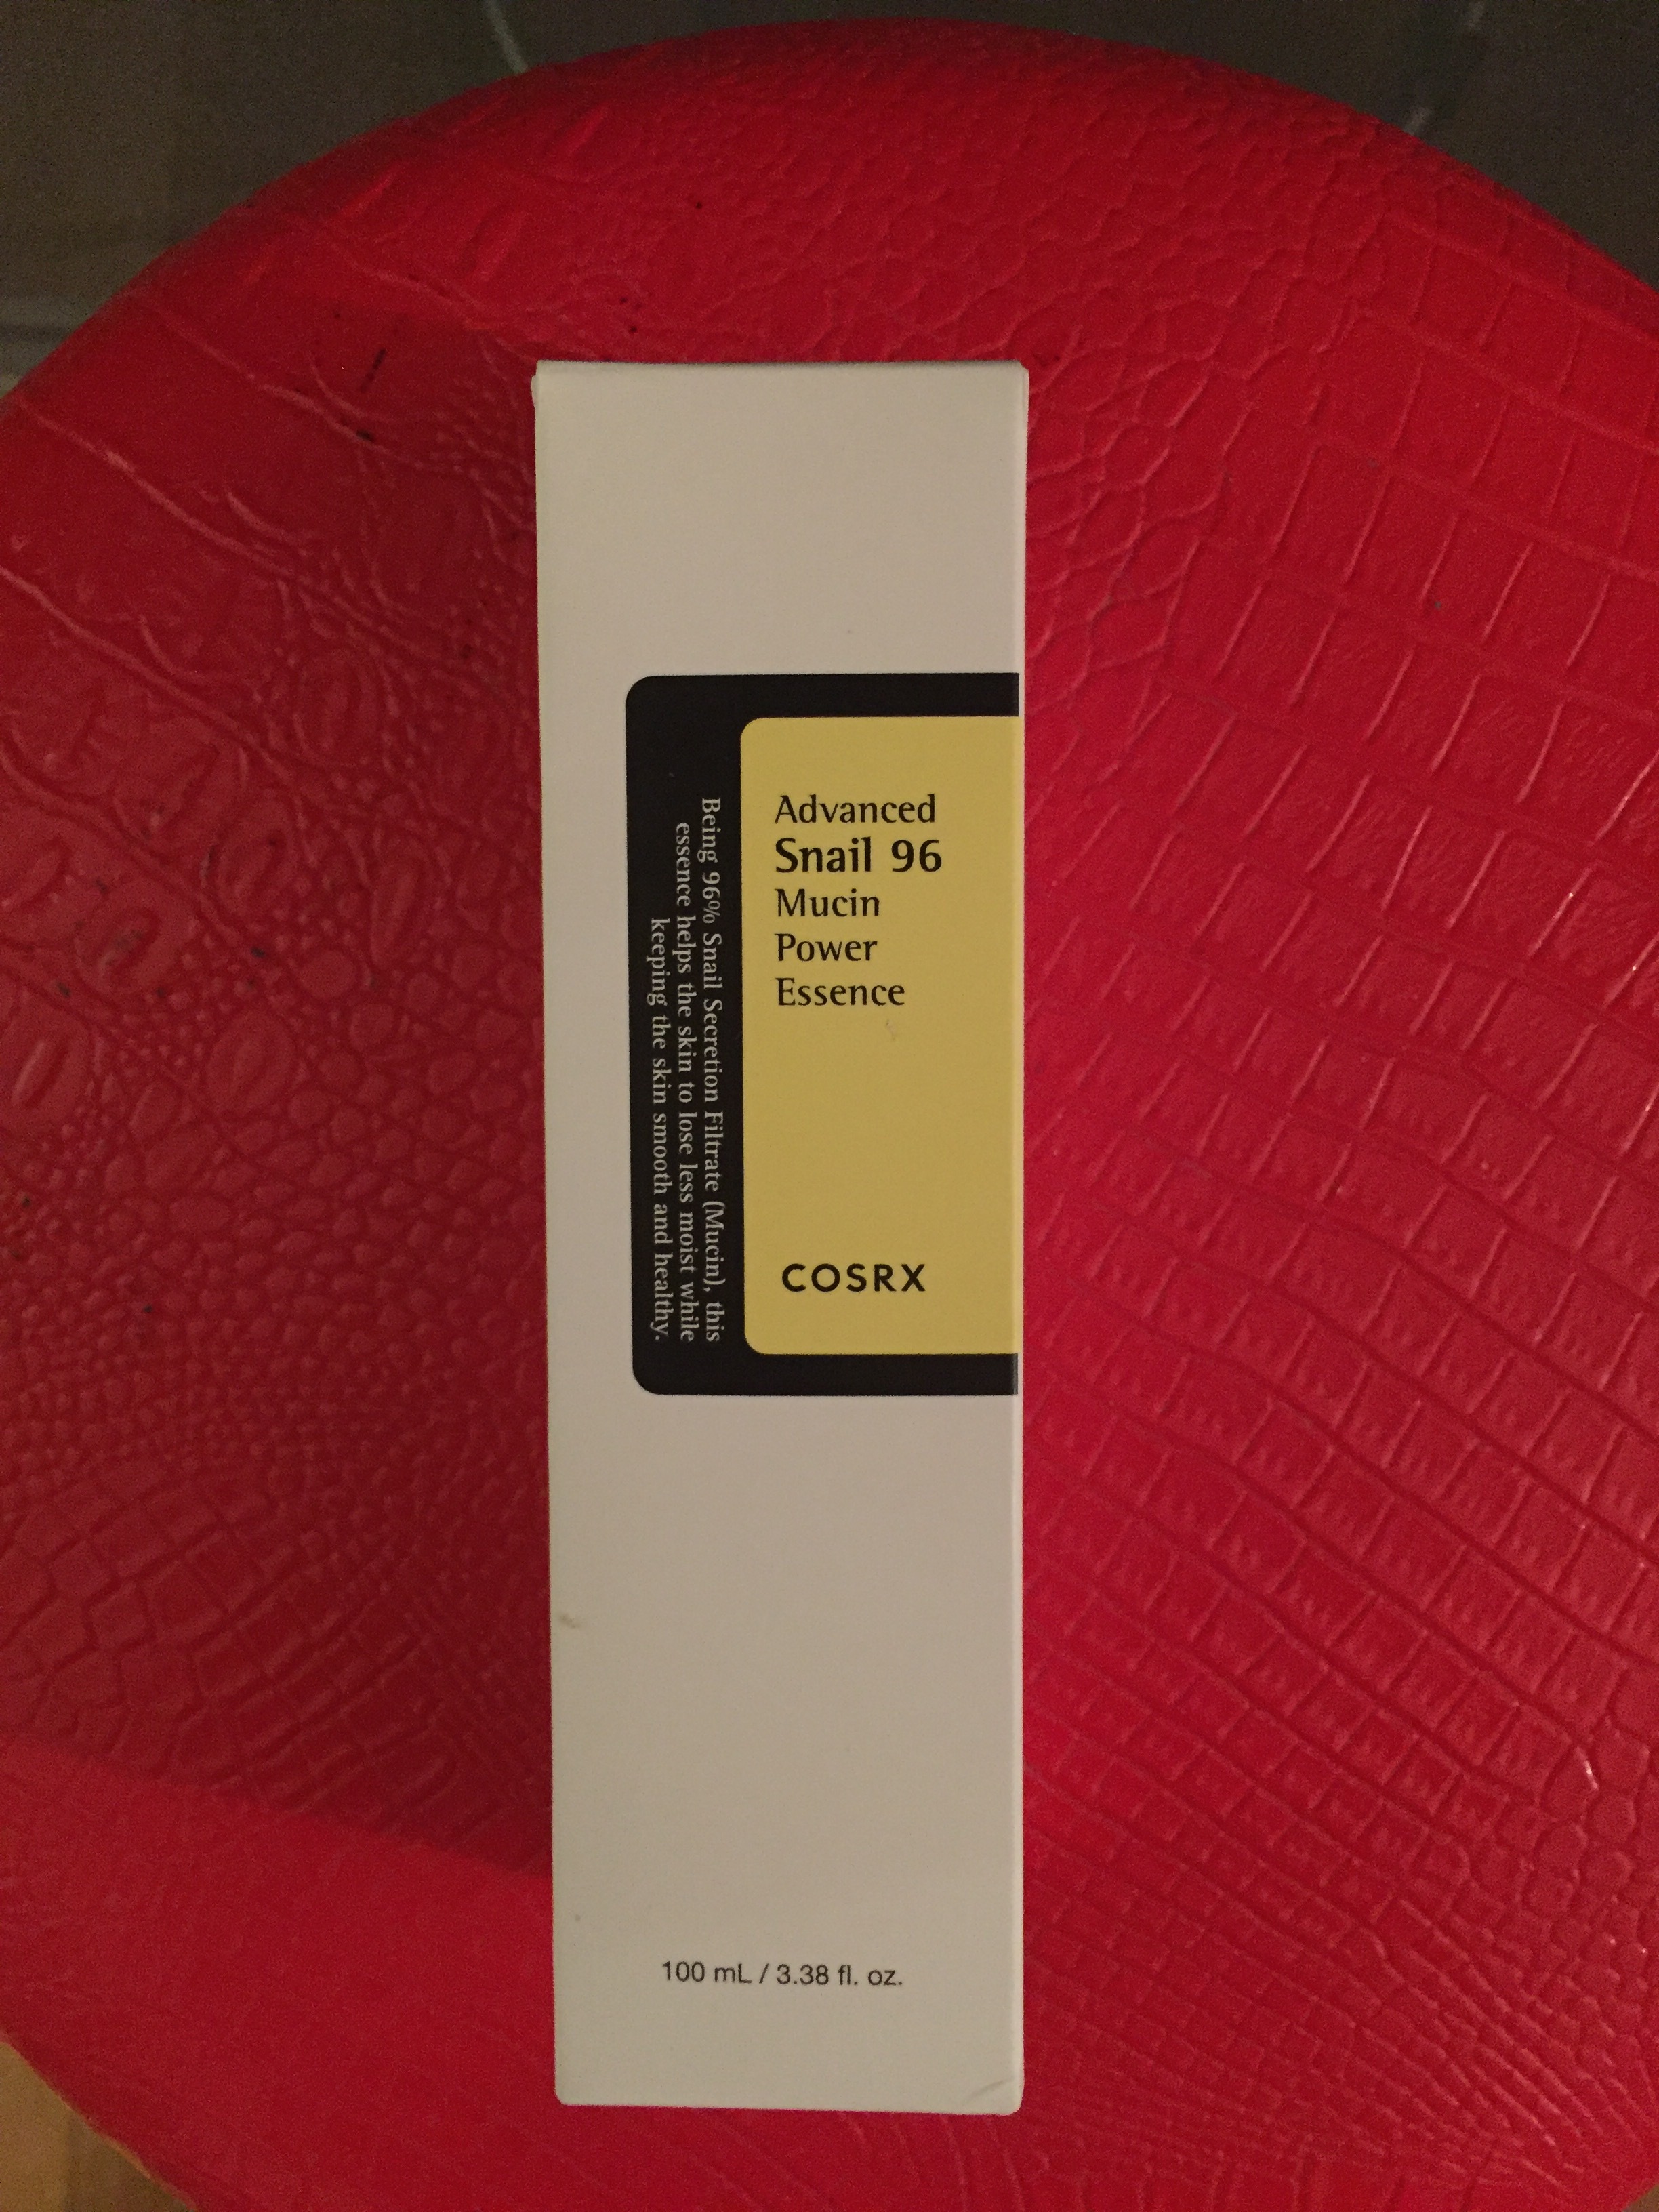 Advanced
Snail 96
Mucin
Power
Essence
COSRX
Being 96% Snail Secretion Filtrate (Mucin), this
essence helps the skin to lose less moist while
keeping the skin smooth and healthy.
100 mL / 3.38 fl. oz.